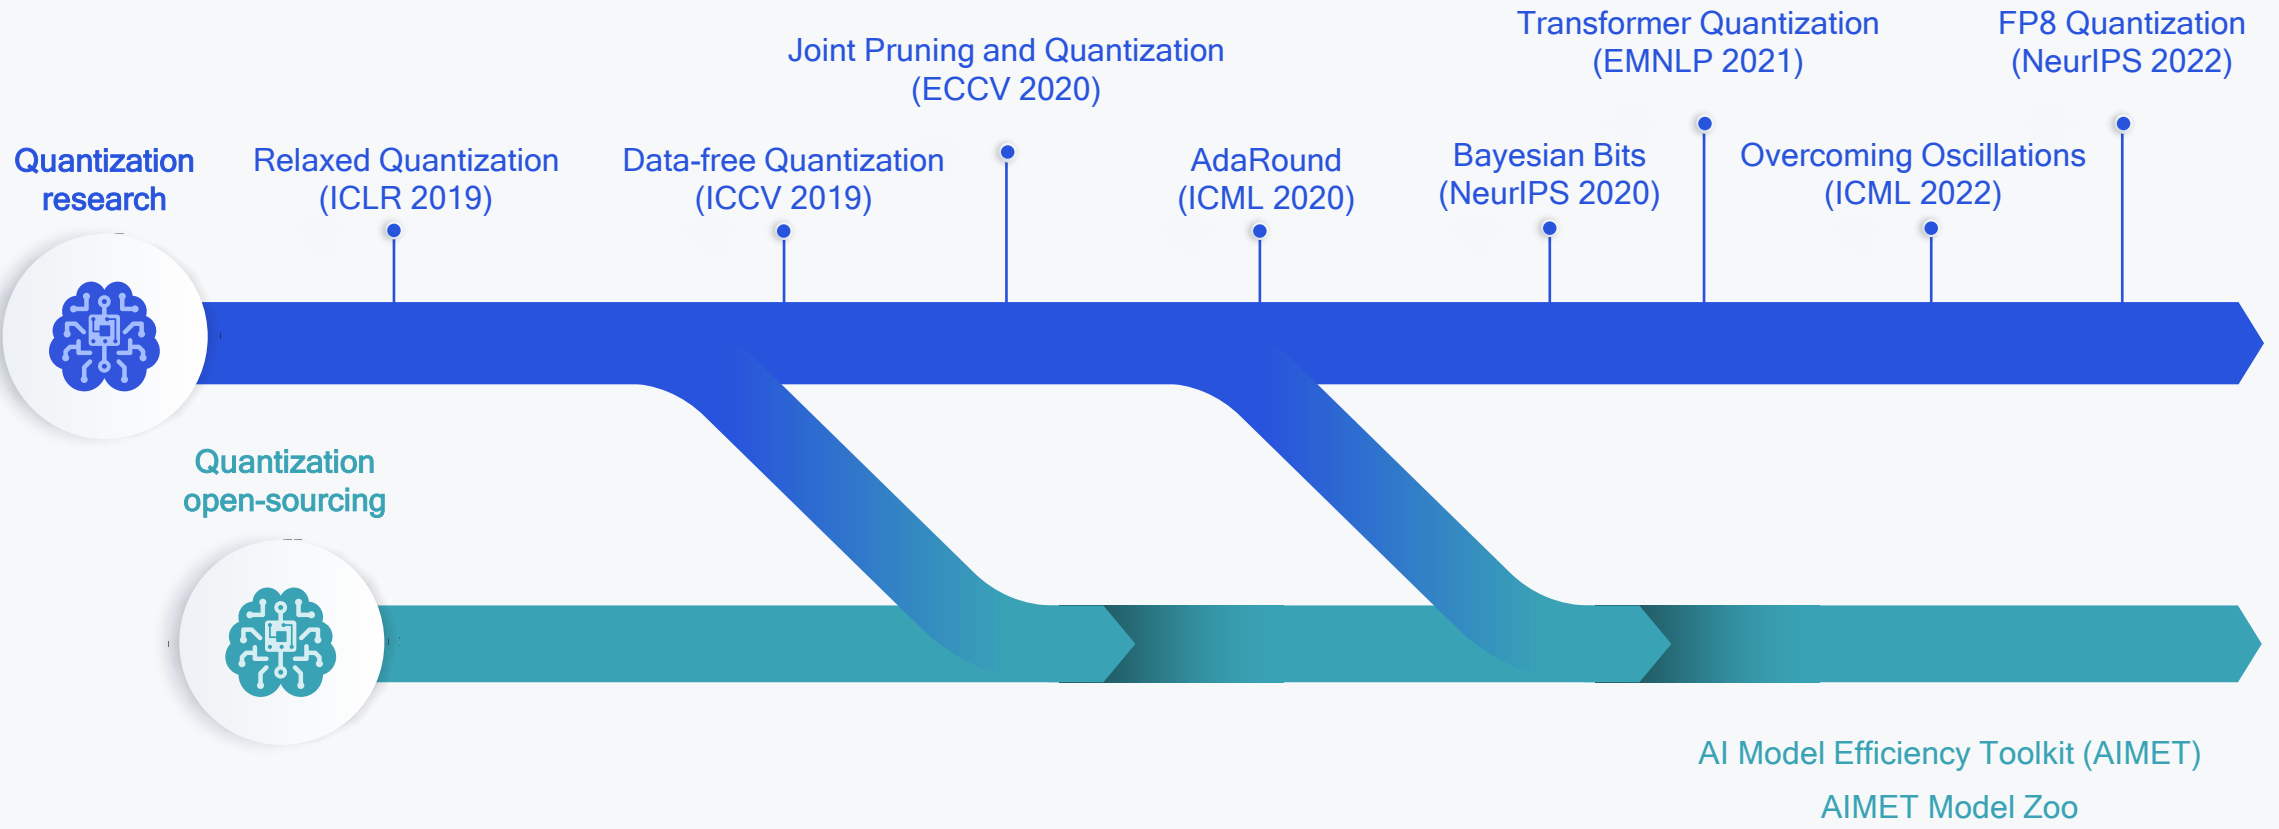 Quantization
research
Relaxed Quantization
(ICLR 2019)
Data-free Quantization
(ICCV 2019)
Joint Pruning and Quantization
(ECCV 2020)
AdaRound
(ICML 2020)
Bayesian Bits
(NeurIPS 2020)
Transformer Quantization
(EMNLP 2021)
Overcoming Oscillations
(ICML 2022)
FP8 Quantization
(NeurIPS 2022)
Quantization
open-sourcing
AI Model Efficiency Toolkit (AIMET)
AIMET Model Zoo